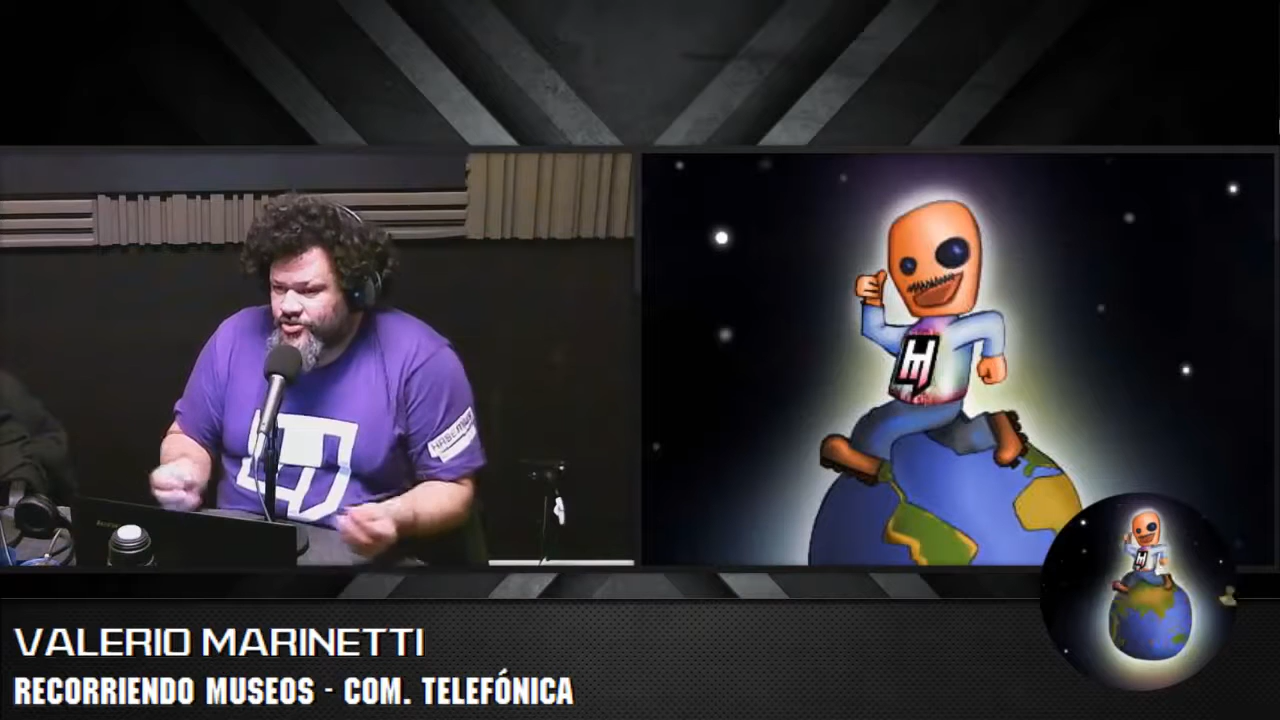 VALERIO MARINETTI
RECORRIENDO MUSEOS - COM. TELEFÓNICA